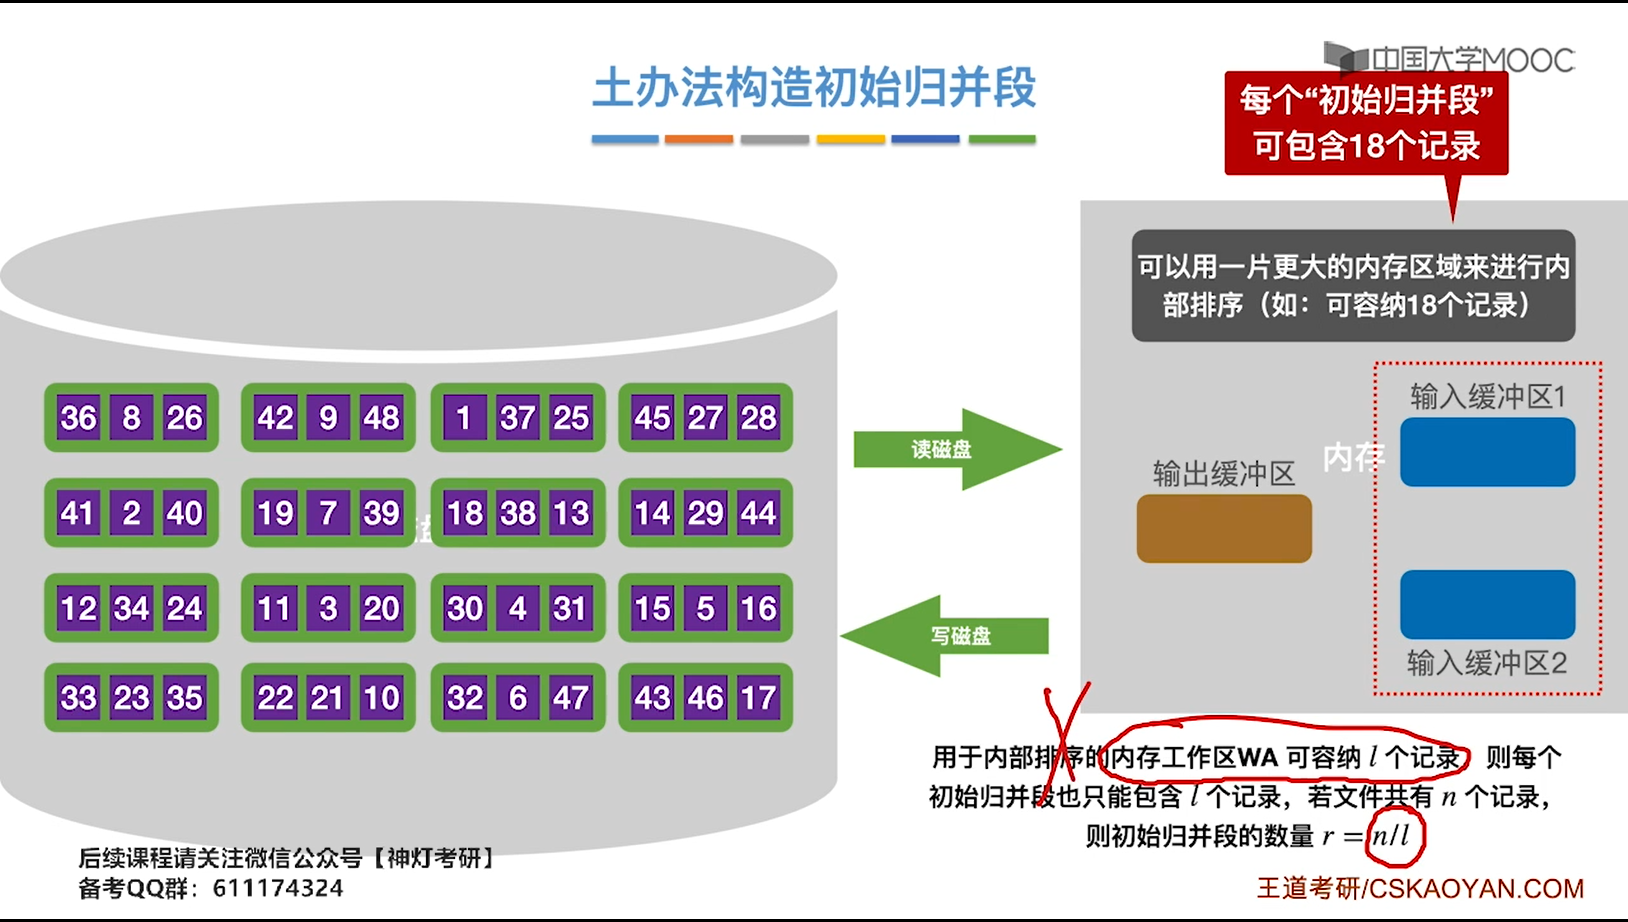 中国大学MOOC
土办法构造初始归并段
每个“初始归并段”
可包含18个记录
可以用一片更大的内存区域来进行内
部排序（如：可容纳18个记录）
36 8 26 42 9 48 1 37 25 45 27 28
41 2 40 19 7 39 18 38 13 14 29 44
12 34 24 11 3 20 30 4 31 15 5 16
33 23 35 22 21 10 32 6 47 43 46 17
读磁盘
写磁盘
输入缓冲区1
内存
输出缓冲区
输入缓冲区2
用于内部排序的内存工作区WA 可容纳 l 个记录，则每个
初始归并段也只能包含 l 个记录，若文件共有 n 个记录，
则初始归并段的数量 r = n/l
后续课程请关注微信公众号【神灯考研】
备考QQ群：611174324
王道考研/CSKAOYAN.COM